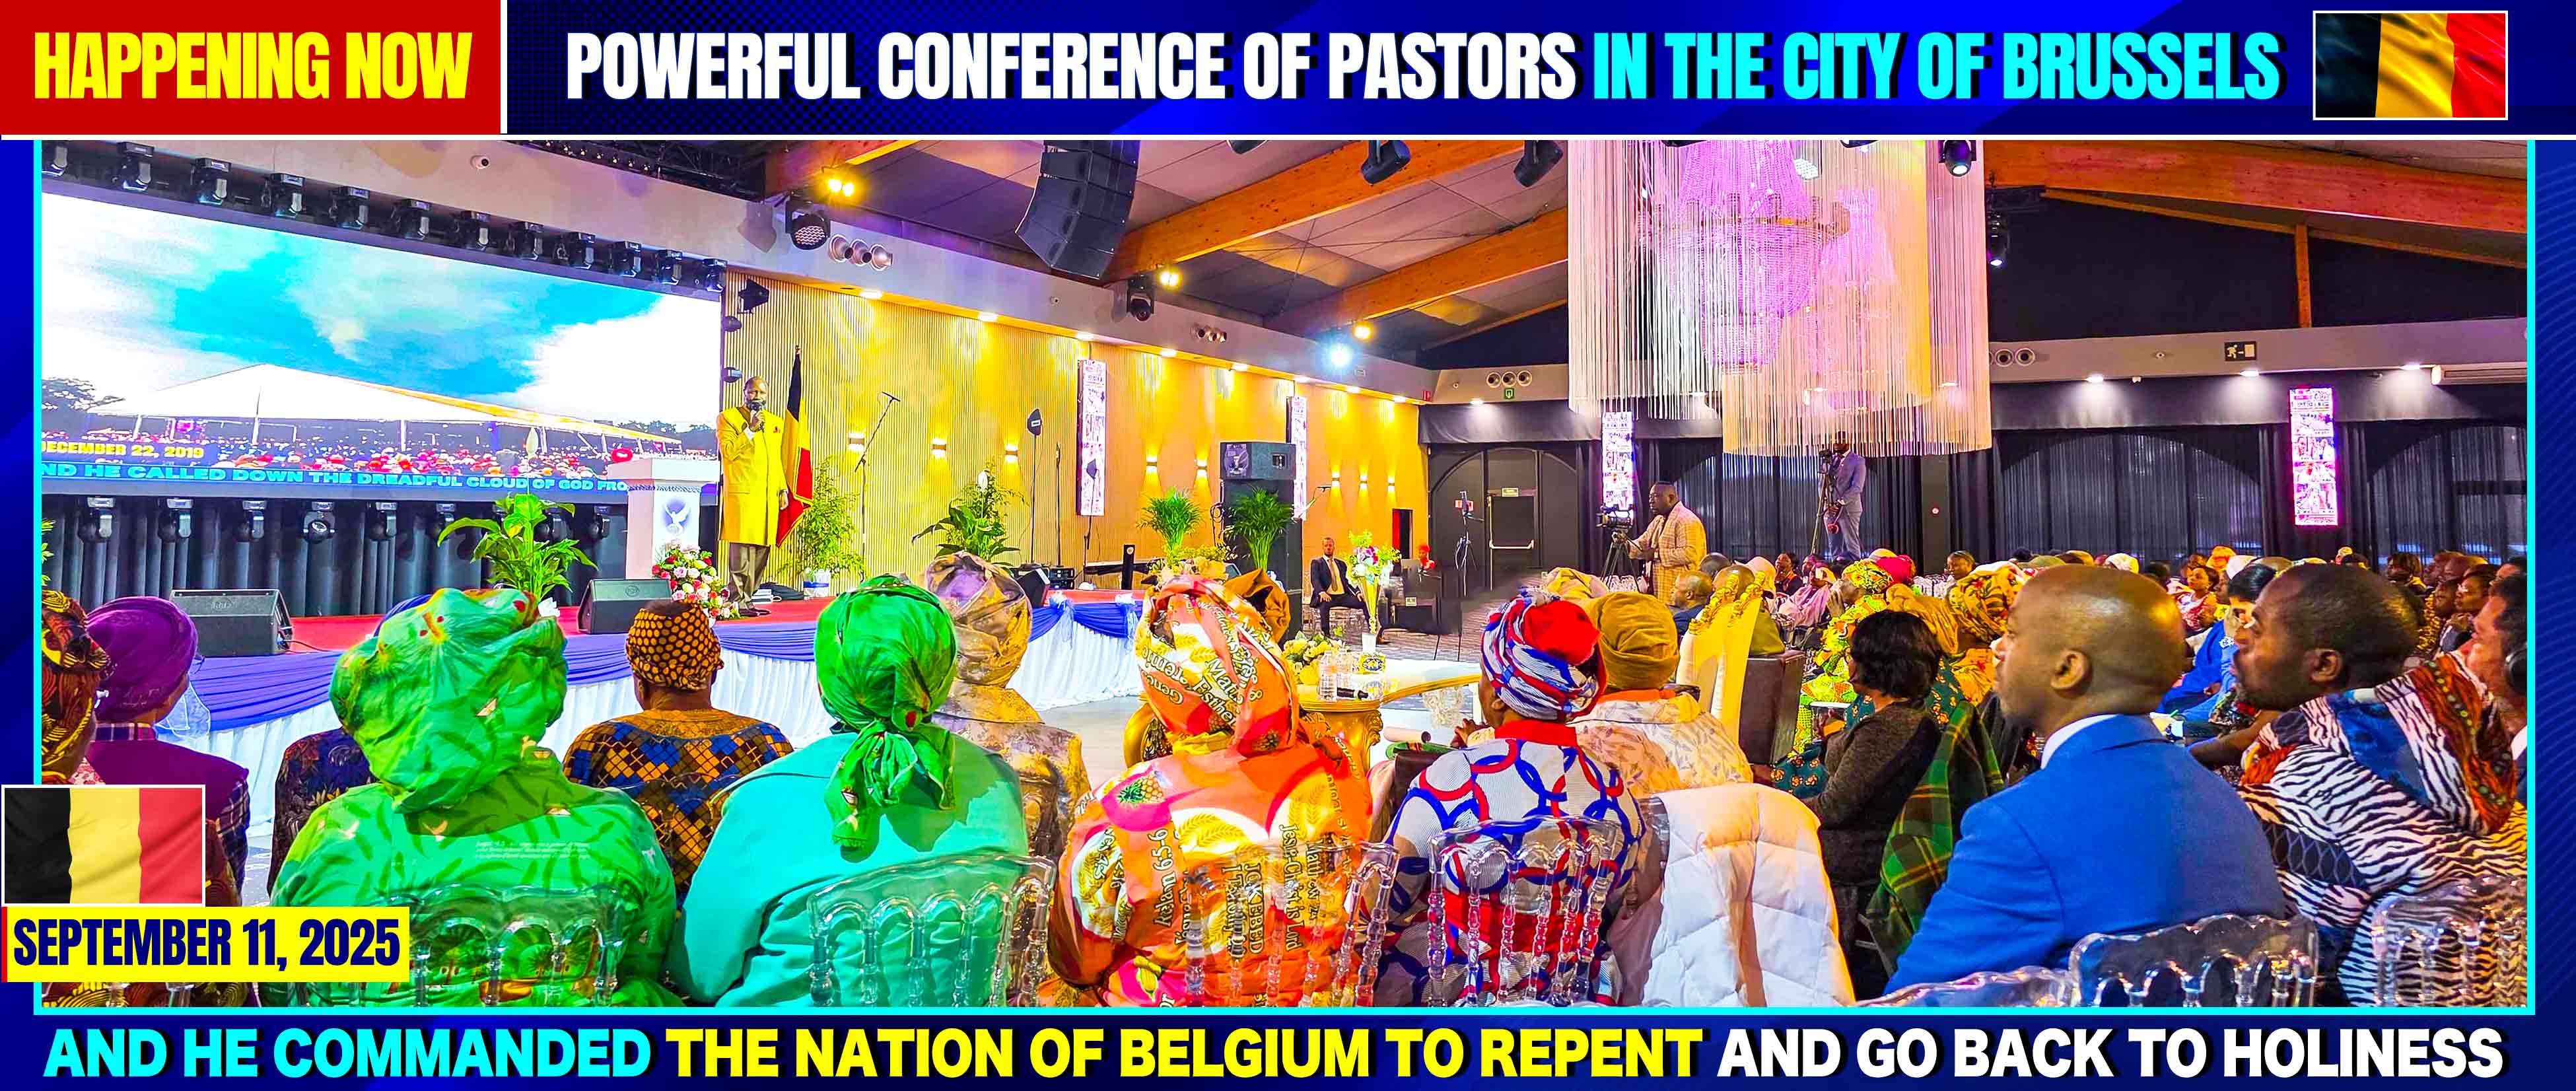 HAPPENING NOW
POWERFUL CONFERENCE OF PASTORS IN THE CITY OF BRUSSELS
DECEMBER 22, 2019
AND HE CALLED DOWN THE DREADFUL CLOUD OF GOD FRO
SEPTEMBER 11, 2025
AND HE COMMANDED THE NATION OF BELGIUM TO REPENT AND GO BACK TO HOLINESS